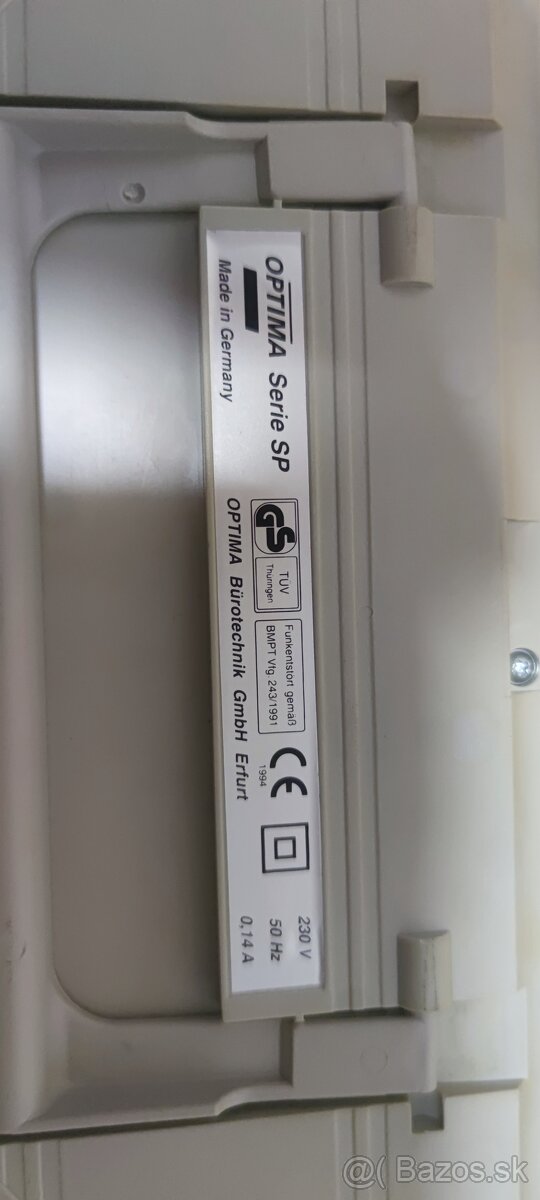 OPTIMA Serie SP
Made in Germany
GS
TÜV
Thüringen
Funkentstört gemäß
BMPT Vfg. 243/1991
CE
1994
OPTIMA Bürotechnik GmbH Erfurt
230 V
50 Hz
0,14 A
@( Bazos.sk